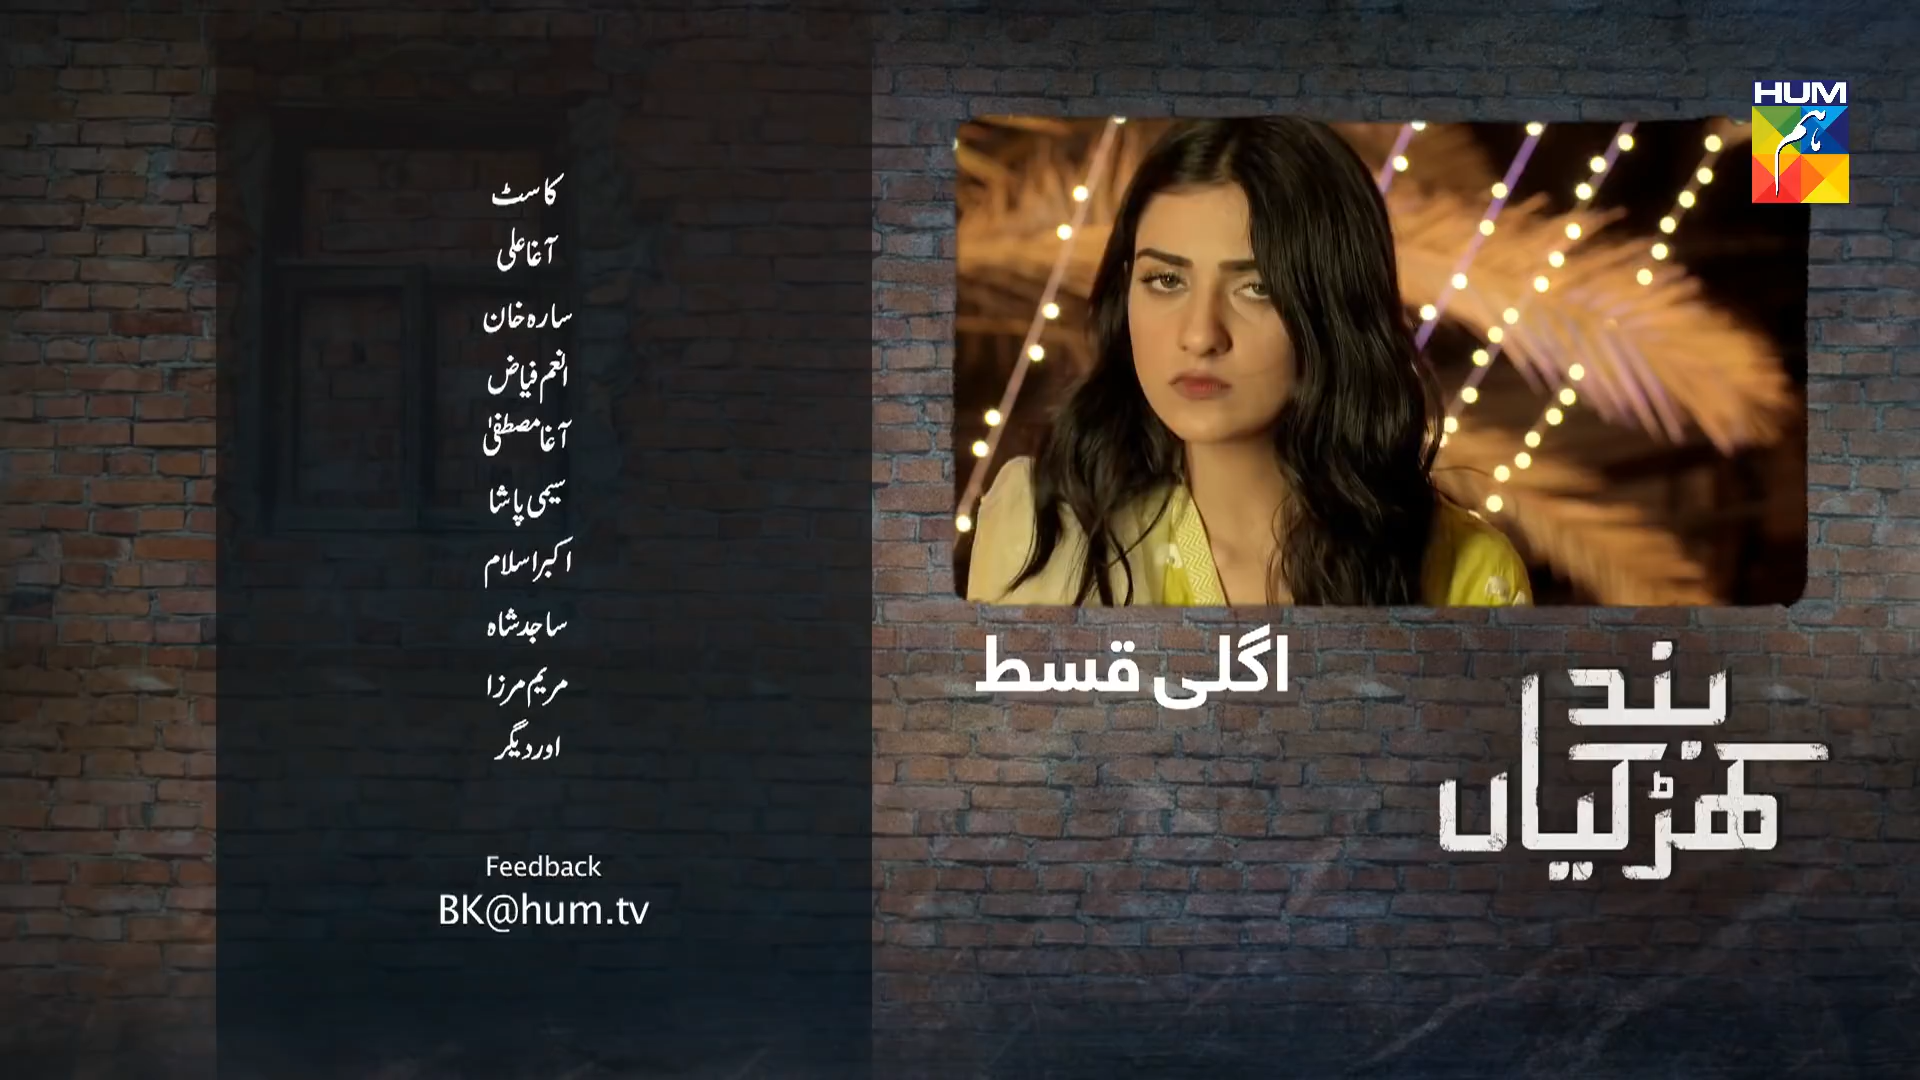 HUM
ہم
کاسٹ
آغا علی
سارہ خان
انعم فیاض
آغا مصطفیٰ
سیمی پاشا
اکبر اسلام
ساجد شاہ
مریم مرزا
اور دیگر
Feedback
BK@hum.tv
اگلی قسط
بند
کھڑکیاں